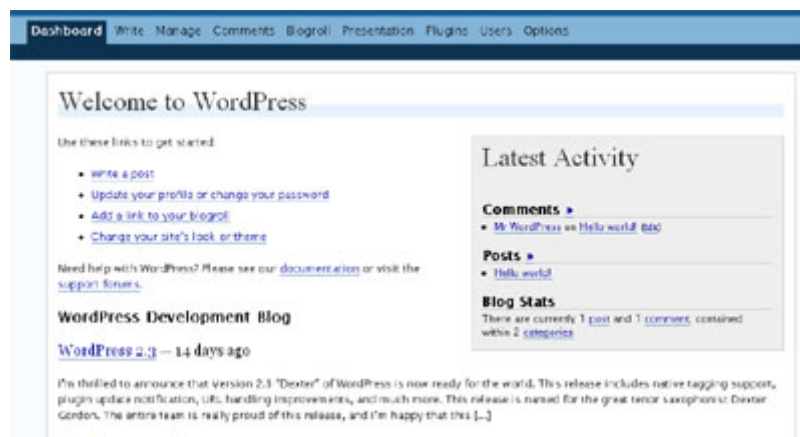 Dashboard Write Manage Comments Blogroll Presentation Plugins Users Options
Welcome to WordPress
Use these links to get started:
Write a post
Update your profile or change your password
Add a link to your blogroll
Change your site's look or theme
Need help with WordPress? Please see our documentation or visit the
support forums.
WordPress Development Blog
WordPress 2.3 — 14 days ago
I'm thrilled to announce that Version 2.3 "Dexter" of WordPress is now ready for the world. This release includes native tagging support,
plugin update notification, URL handling improvements, and much more. This release is named for the great tenor saxophonist Dexter
Gordon. The entire team is really proud of this release, and I'm happy that this [...]
Latest Activity
Comments »
Mr WordPress on Hello world!
Posts »
Hello world!
Blog Stats
There are currently 1 post and 1 comment, contained
within 2 categories